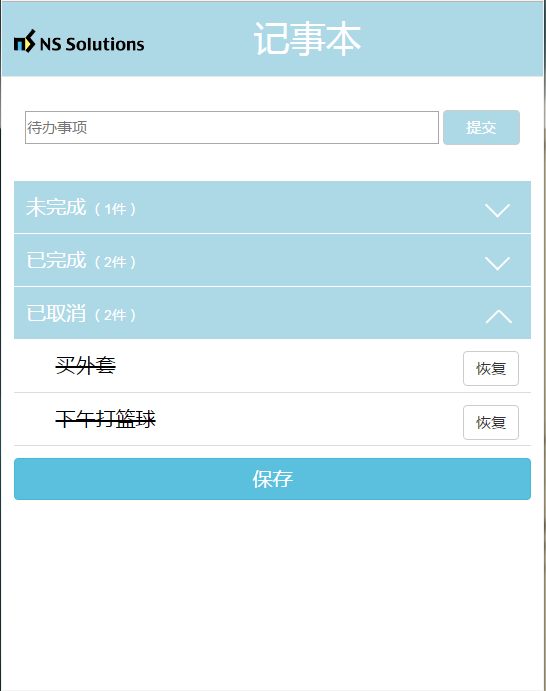 NS Solutions
记事本
待办事项
提交
未完成（1件）
已完成（2件）
已取消（2件）
买外套
恢复
下午打篮球
恢复
保存